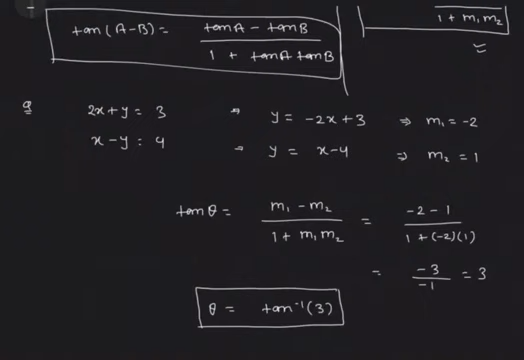 tan(A-B) = (tanA - tanB) / (1 + tanA tanB)
1 + m₁m₂
Q 2x+y = 3 ⇒ y = -2x+3 ⇒ m₁ = -2
x-y = 4 ⇒ y = x-4 ⇒ m₂ = 1
tanθ = (m₁ - m₂) / (1 + m₁m₂) = (-2 - 1) / (1 + (-2)(1))
= -3 / -1 = 3
θ = tan⁻¹(3)